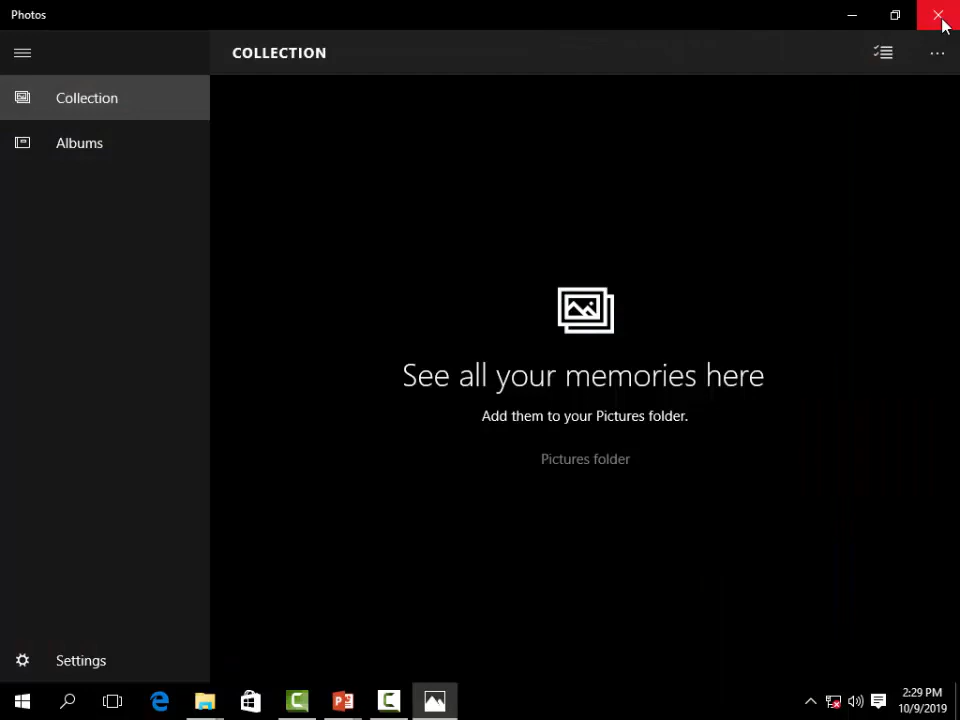 Photos
COLLECTION
Collection
Albums
See all your memories here
Add them to your Pictures folder.
Pictures folder
Settings
2:29 PM
10/9/2019